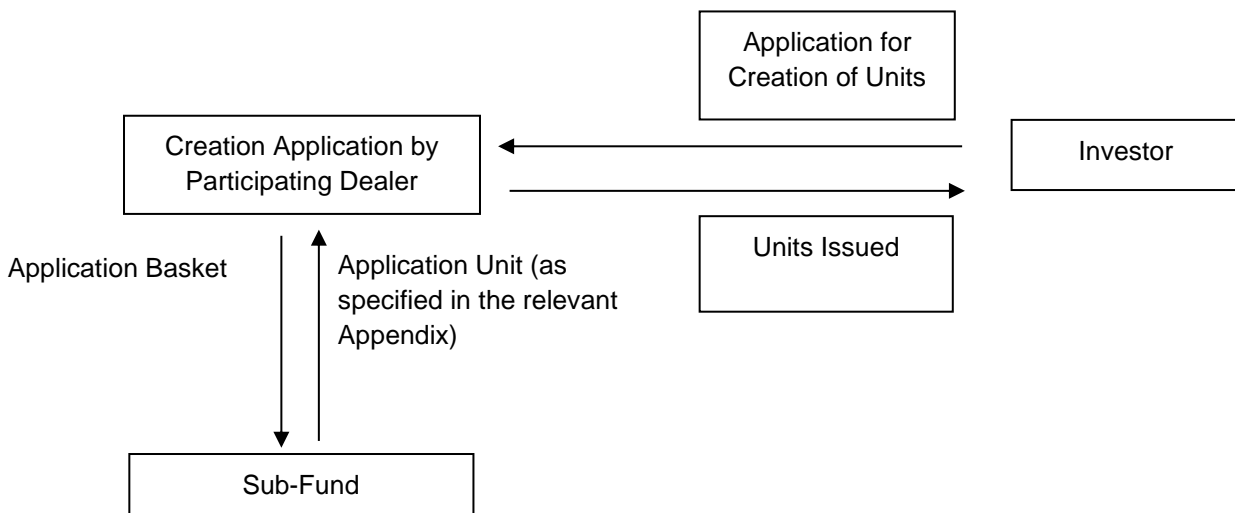 Application for
Creation of Units
Creation Application by
Participating Dealer
Investor
Units Issued
Application Basket
Application Unit (as
specified in the relevant
Appendix)
Sub-Fund